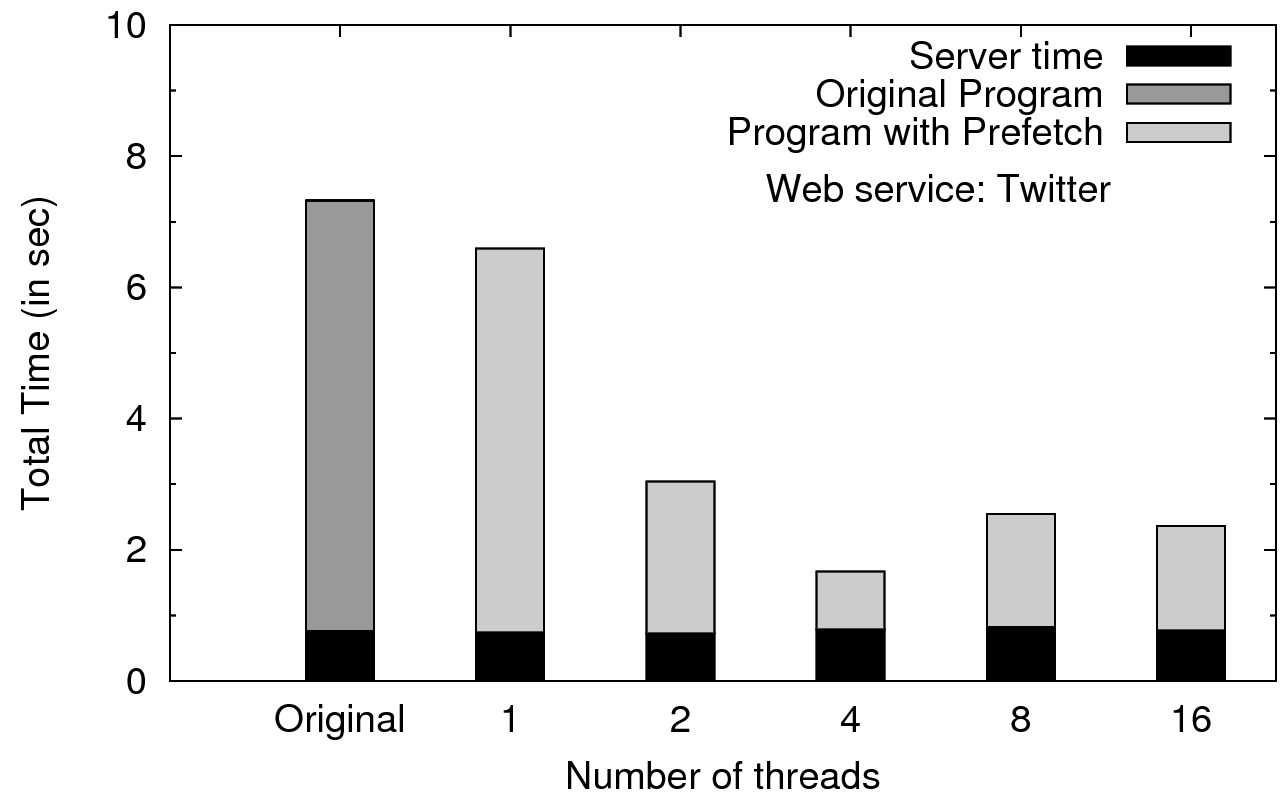 10
8
6
4
2
0
Total Time (in sec)
Server time
Original Program
Program with Prefetch
Web service: Twitter
Original 1 2 4 8 16
Number of threads